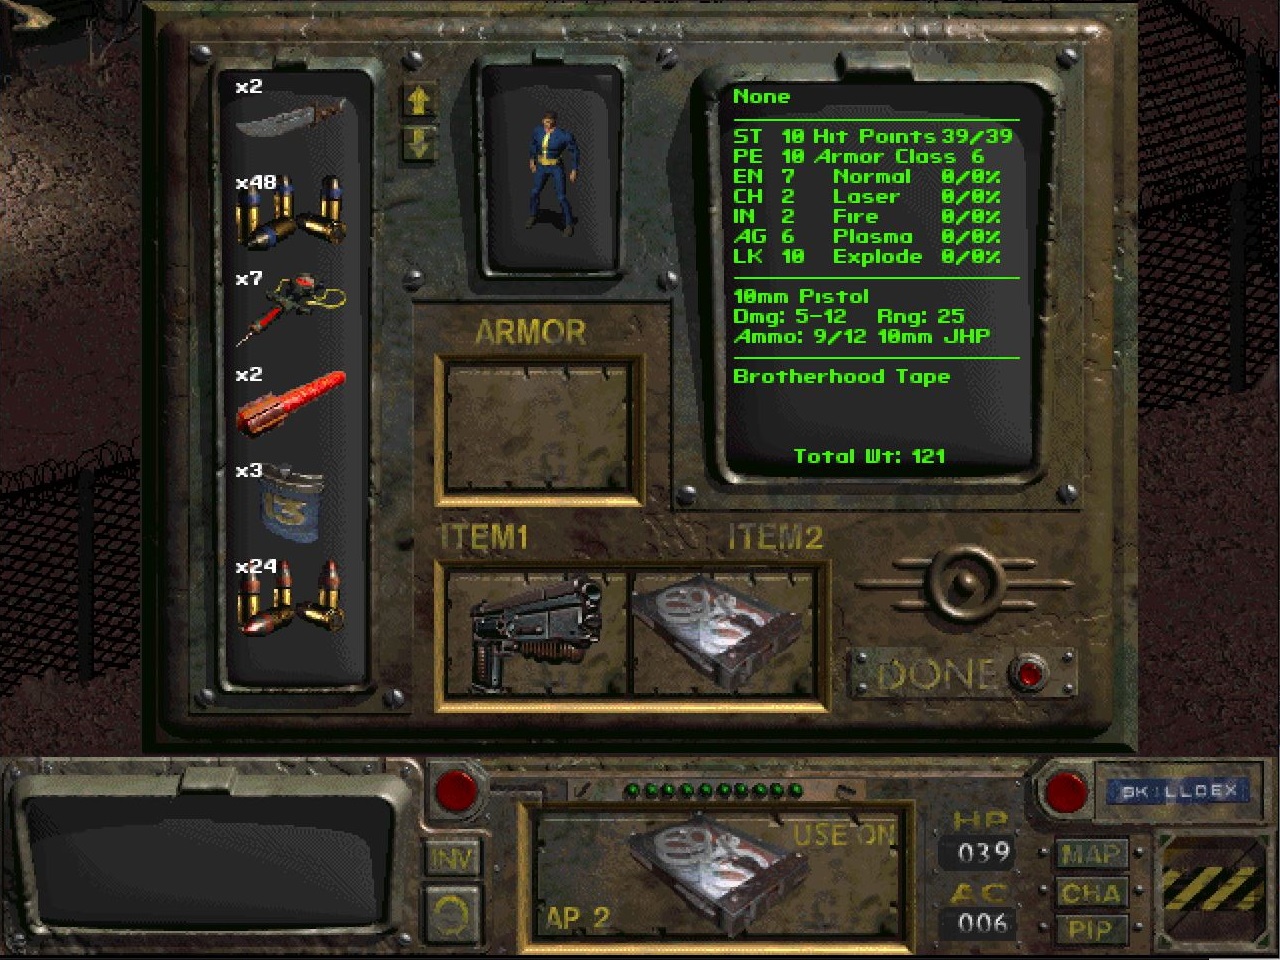 x2
x48
x7
x2
x3
13
x24
None
ST 10 Hit Points 39/39
PE 10 Armor Class 6
EN 7 Normal 0/0%
CH 2 Laser 0/0%
IN 2 Fire 0/0%
AG 6 Plasma 0/0%
LK 10 Explode 0/0%
10mm Pistol
Dmg: 5-12 Rng: 25
Ammo: 9/12 10mm JHP
Brotherhood Tape
Total Wt: 121
ARMOR
ITEM1 ITEM2
DONE
SKILLDEX
USE ON
HP
039
INV
MAP
AC
CHA
AP 2
006
PIP